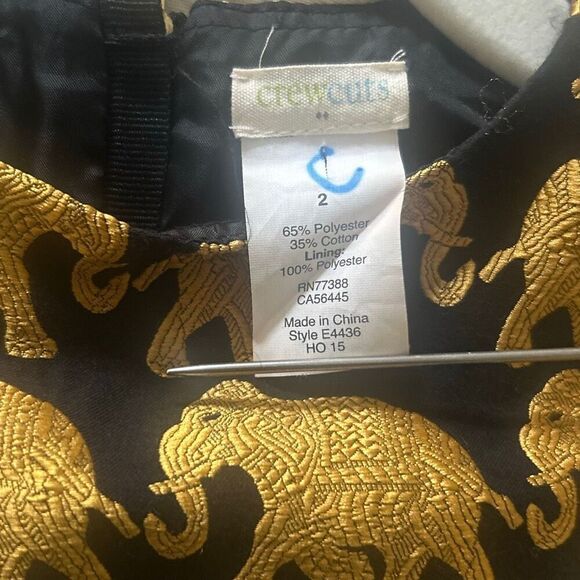 crewcuts
C
2
65% Polyester
35% Cotton
Lining:
100% Polyester
RN77388
CA56445
Made in China
Style E4436
HO 15